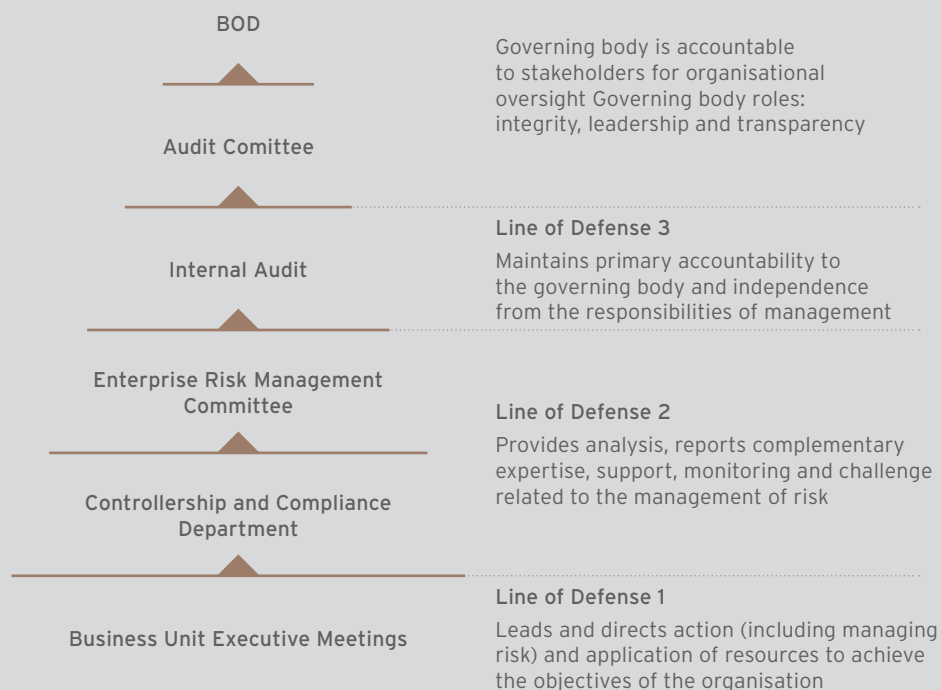 BOD
Governing body is accountable
to stakeholders for organisational
oversight Governing body roles:
integrity, leadership and transparency
Audit Comittee
Line of Defense 3
Internal Audit
Maintains primary accountability to
the governing body and independence
from the responsibilities of management
Enterprise Risk Management
Committee
Line of Defense 2
Provides analysis, reports complementary
expertise, support, monitoring and challenge
related to the management of risk
Controllership and Compliance
Department
Line of Defense 1
Business Unit Executive Meetings
Leads and directs action (including managing
risk) and application of resources to achieve
the objectives of the organisation